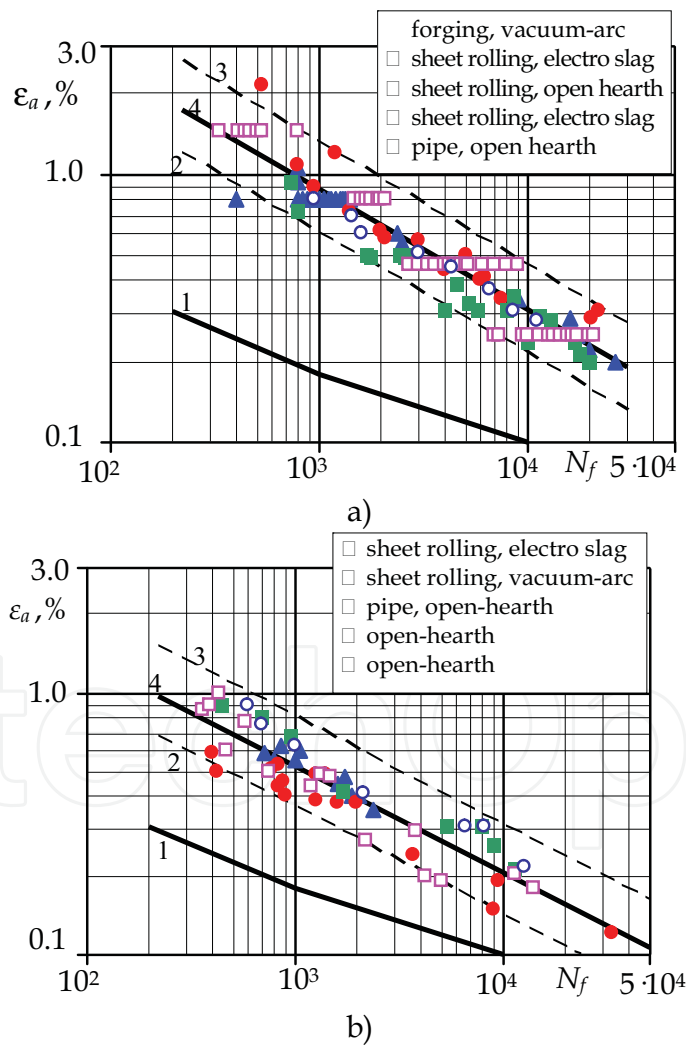 3.0
εa, %
1.0
0.1
3
4
2
1
forging, vacuum-arc
sheet rolling, electro slag
sheet rolling, open hearth
sheet rolling, electro slag
pipe, open hearth
10² 10³ 10⁴ Nf 5·10⁴
a)
3.0
εa, %
1.0
0.1
3
4
2
1
sheet rolling, electro slag
sheet rolling, vacuum-arc
pipe, open-hearth
open-hearth
open-hearth
10² 10³ 10⁴ Nf 5·10⁴
b)